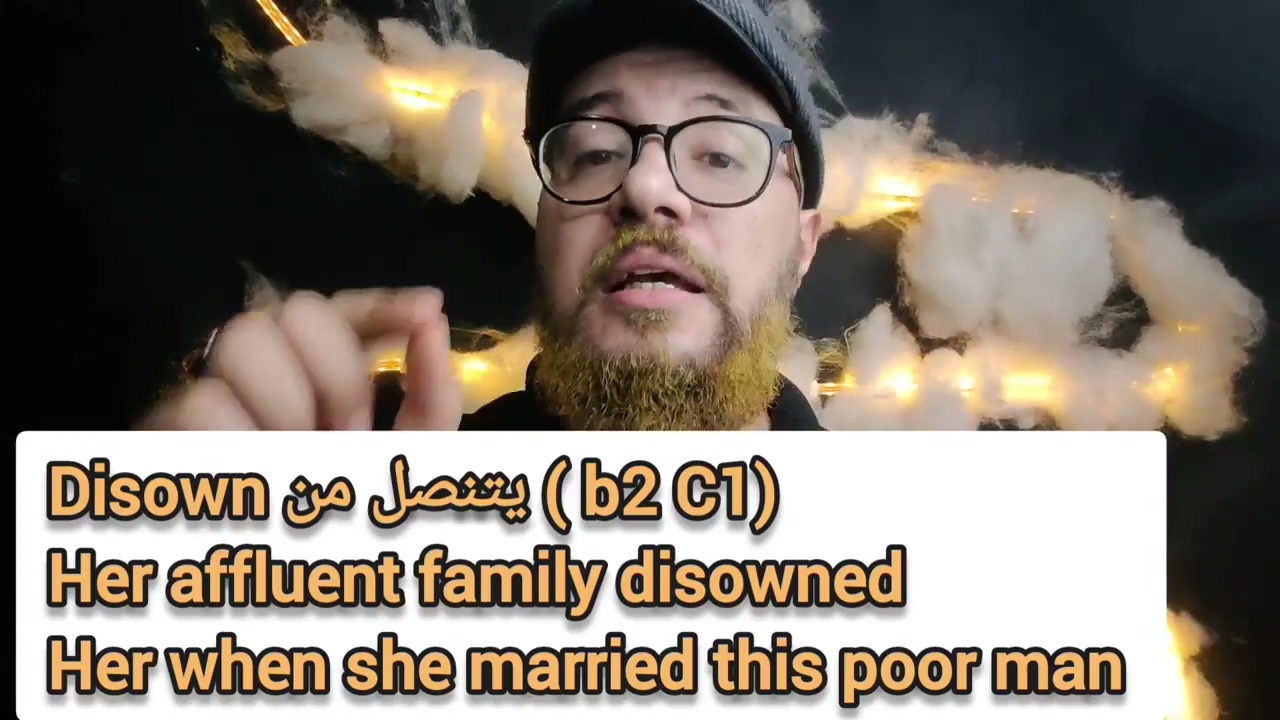 Disown يتنصل من ( b2 C1)
Her affluent family disowned
Her when she married this poor man